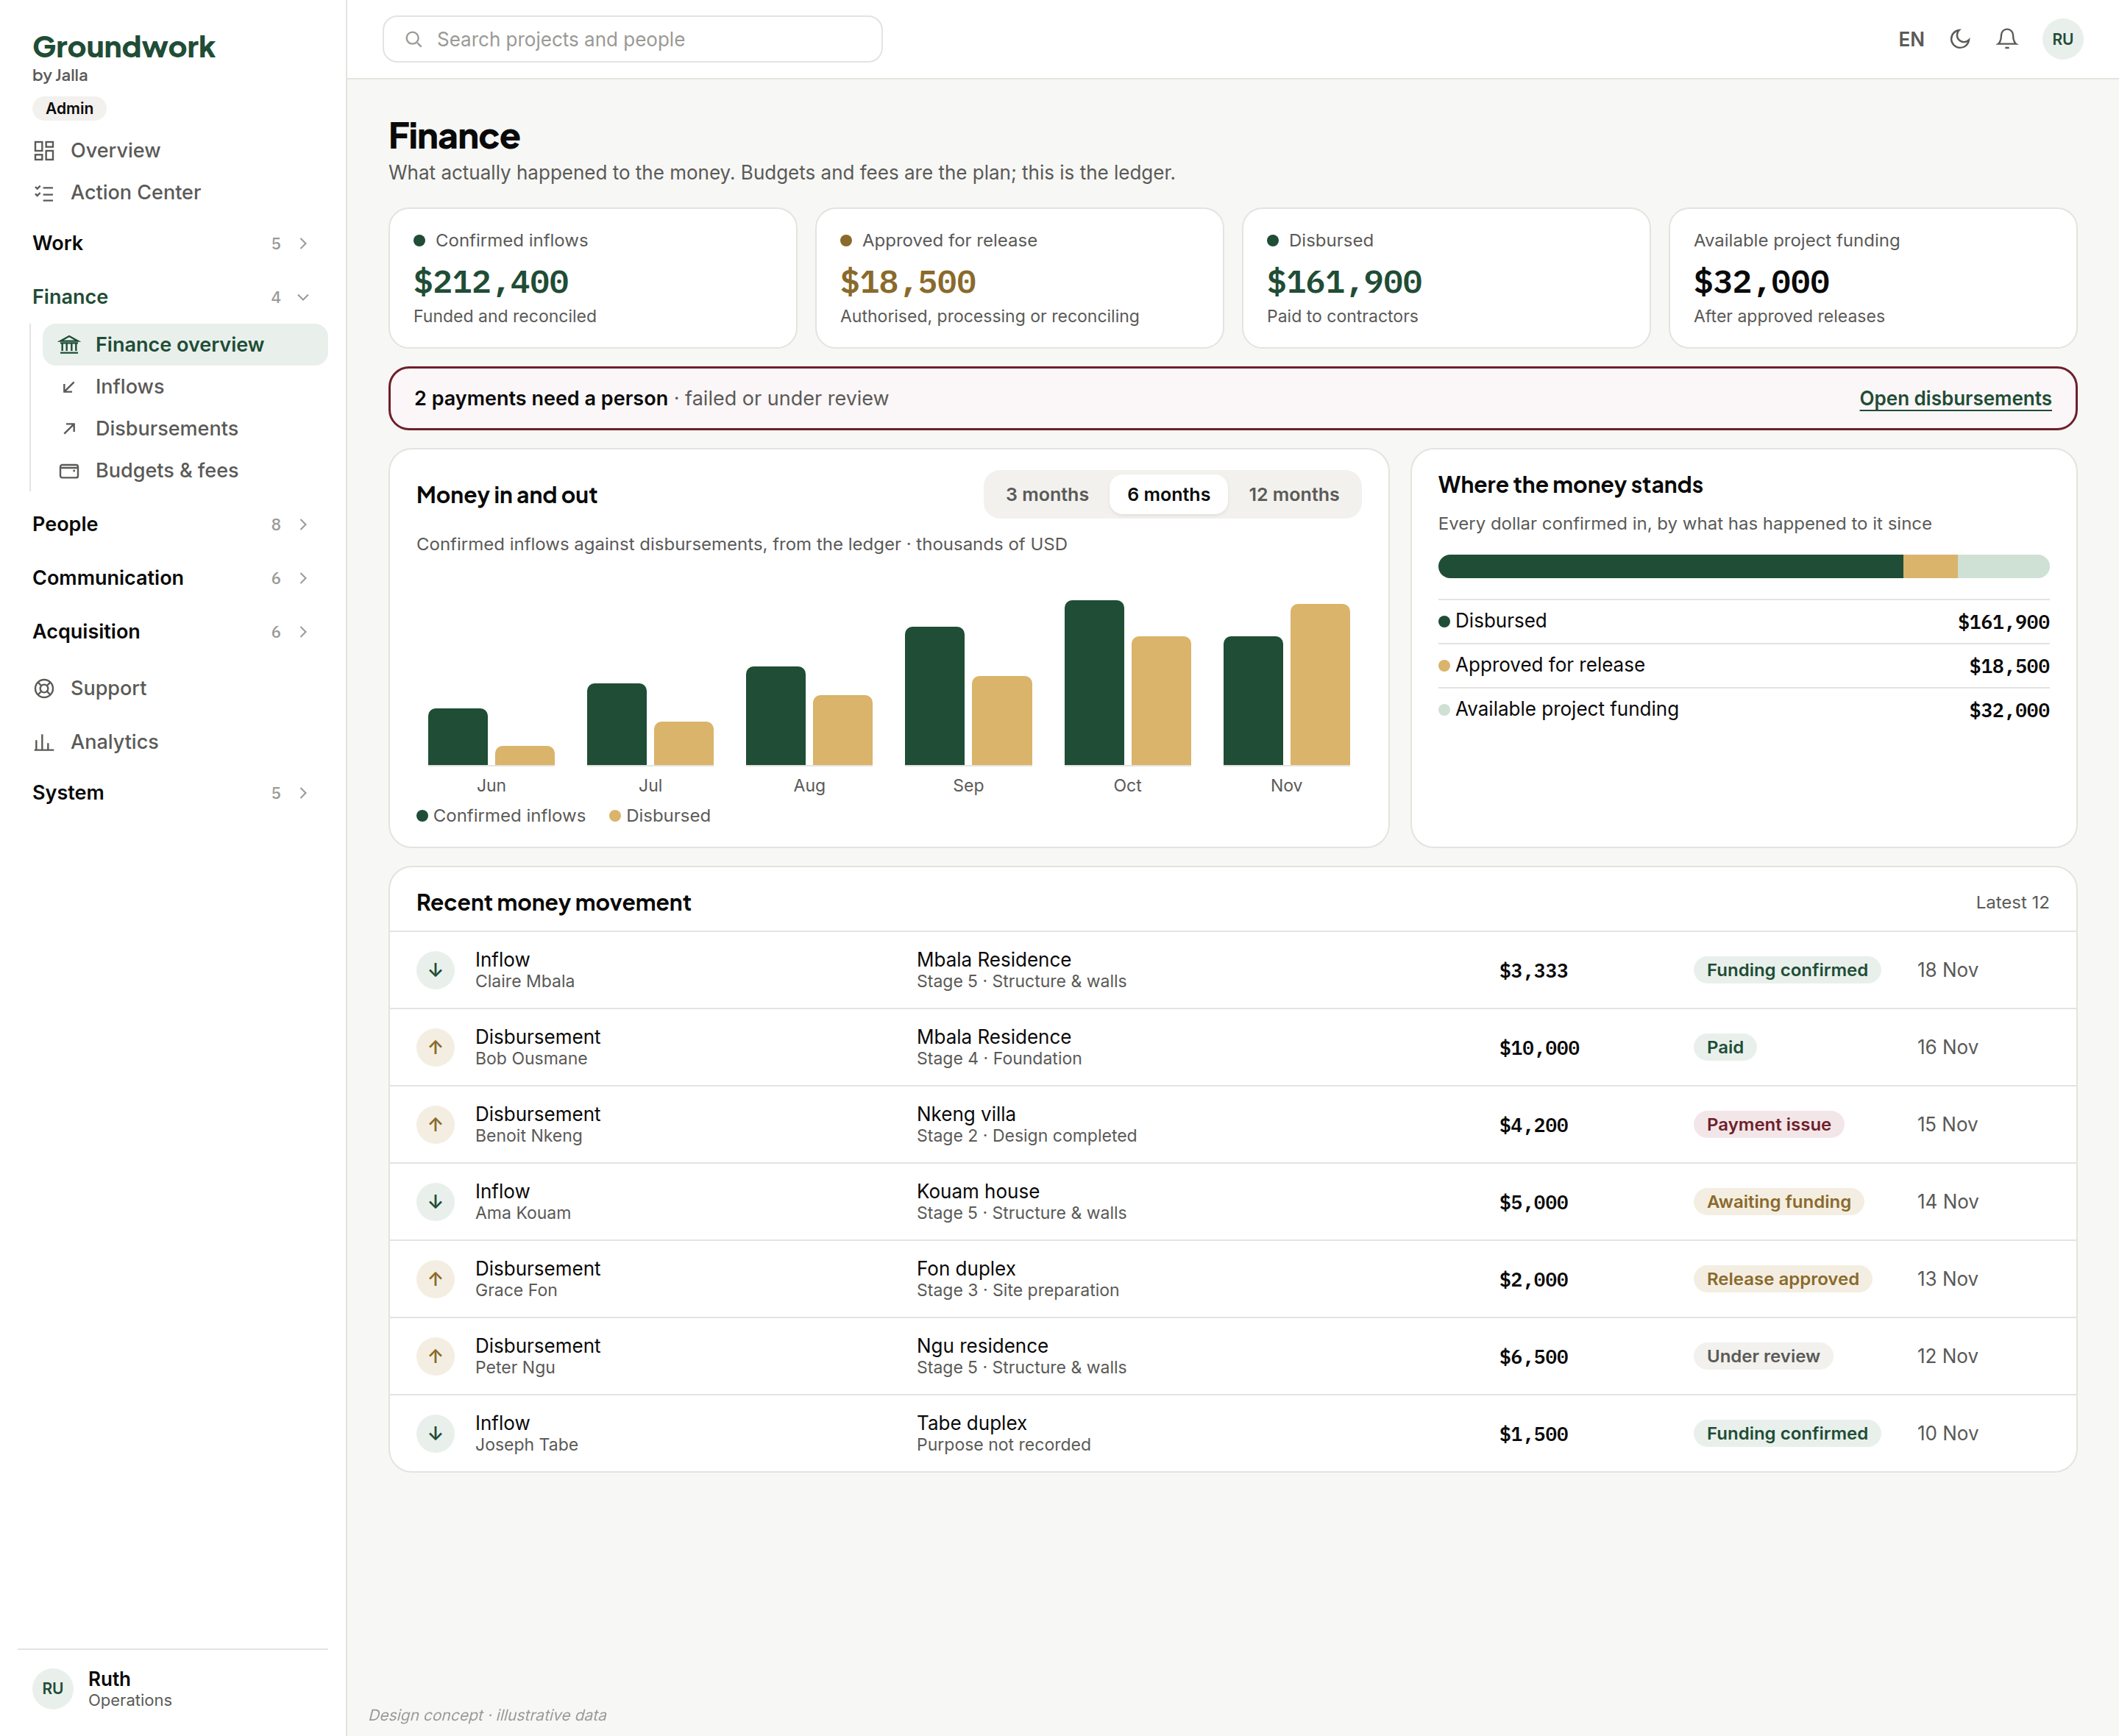 Groundwork
by Jalla
Admin
Overview
Action Center
Work 5
Finance 4
Finance overview
Inflows
Disbursements
Budgets & fees
People 8
Communication 6
Acquisition 6
Support
Analytics
System 5
RU
Ruth
Operations
Search projects and people
EN
RU
Finance
What actually happened to the money. Budgets and fees are the plan; this is the ledger.
Confirmed inflows
$212,400
Funded and reconciled
Approved for release
$18,500
Authorised, processing or reconciling
Disbursed
$161,900
Paid to contractors
Available project funding
$32,000
After approved releases
2 payments need a person · failed or under review
Open disbursements
Money in and out
3 months 6 months 12 months
Confirmed inflows against disbursements, from the ledger · thousands of USD
Jun Jul Aug Sep Oct Nov
Confirmed inflows Disbursed
Where the money stands
Every dollar confirmed in, by what has happened to it since
Disbursed $161,900
Approved for release $18,500
Available project funding $32,000
Recent money movement Latest 12
Inflow Mbala Residence $3,333 Funding confirmed 18 Nov
Claire Mbala Stage 5 · Structure & walls
Disbursement Mbala Residence $10,000 Paid 16 Nov
Bob Ousmane Stage 4 · Foundation
Disbursement Nkeng villa $4,200 Payment issue 15 Nov
Benoit Nkeng Stage 2 · Design completed
Inflow Kouam house $5,000 Awaiting funding 14 Nov
Ama Kouam Stage 5 · Structure & walls
Disbursement Fon duplex $2,000 Release approved 13 Nov
Grace Fon Stage 3 · Site preparation
Disbursement Ngu residence $6,500 Under review 12 Nov
Peter Ngu Stage 5 · Structure & walls
Inflow Tabe duplex $1,500 Funding confirmed 10 Nov
Joseph Tabe Purpose not recorded
Design concept · illustrative data